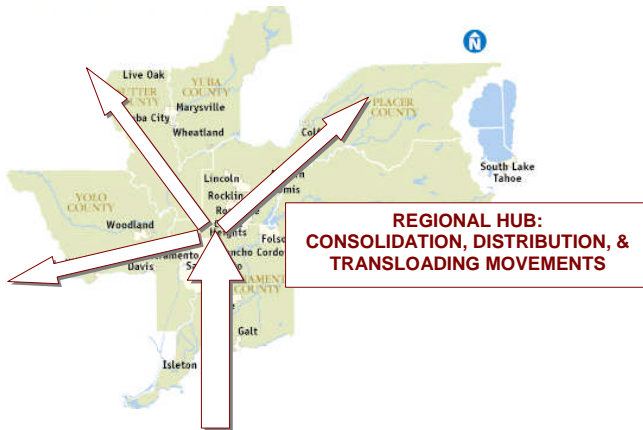 N
Live Oak
YUBA
COUNTY
Marysville
Wheatland
PLACER
COUNTY
South Lake
Tahoe
Lincoln
Rocklin
YOLO
COUNTY
Woodland
Davis
REGIONAL HUB:
CONSOLIDATION, DISTRIBUTION, &
TRANSLOADING MOVEMENTS
COUNTY
Galt
Isleton